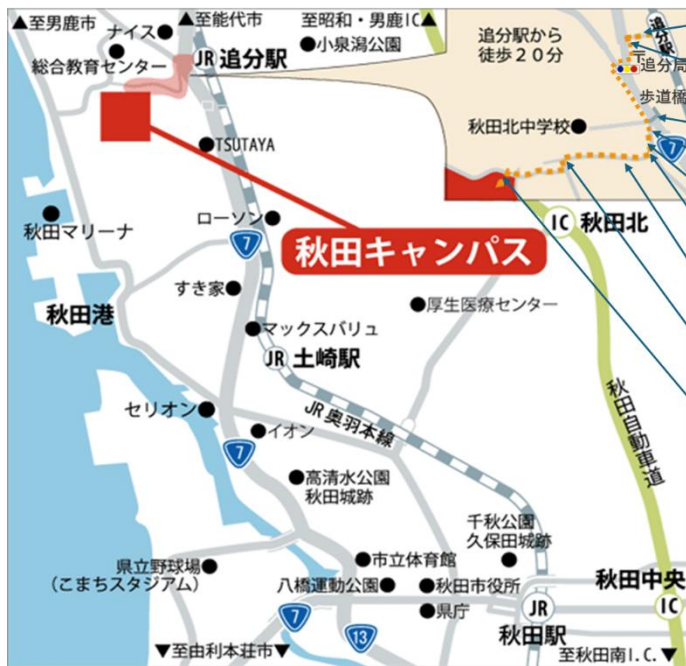 ▲至男鹿市
▲至能代市
至昭和・男鹿IC▲
ナイス
総合教育センター
JR 追分駅
小泉潟公園
追分駅から
徒歩20分
追分駅
〒
追分局
歩道橋
秋田北中学校
7
TSUTAYA
ローソン
秋田マリーナ
7
秋田キャンパス
IC 秋田北
すき家
秋田港
厚生医療センター
マックスバリュ
JR 土崎駅
JR奥羽本線
秋田自動車道
セリオン
イオン
7
高清水公園
秋田城跡
千秋公園
久保田城跡
県立野球場
(こまちスタジアム)
市立体育館
八橋運動公園
秋田市役所
県庁
秋田中央
IC
JR
秋田駅
7
13
▼至由利本荘市▼
至秋田南I.C.▼